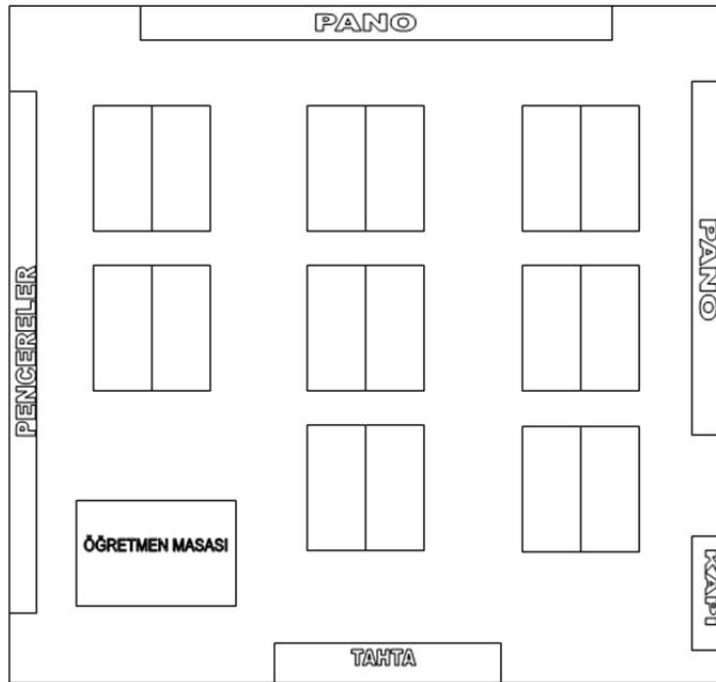 PANO
PENCERELER
PANO
ÖĞRETMEN MASASI
KAPI
TAHTA